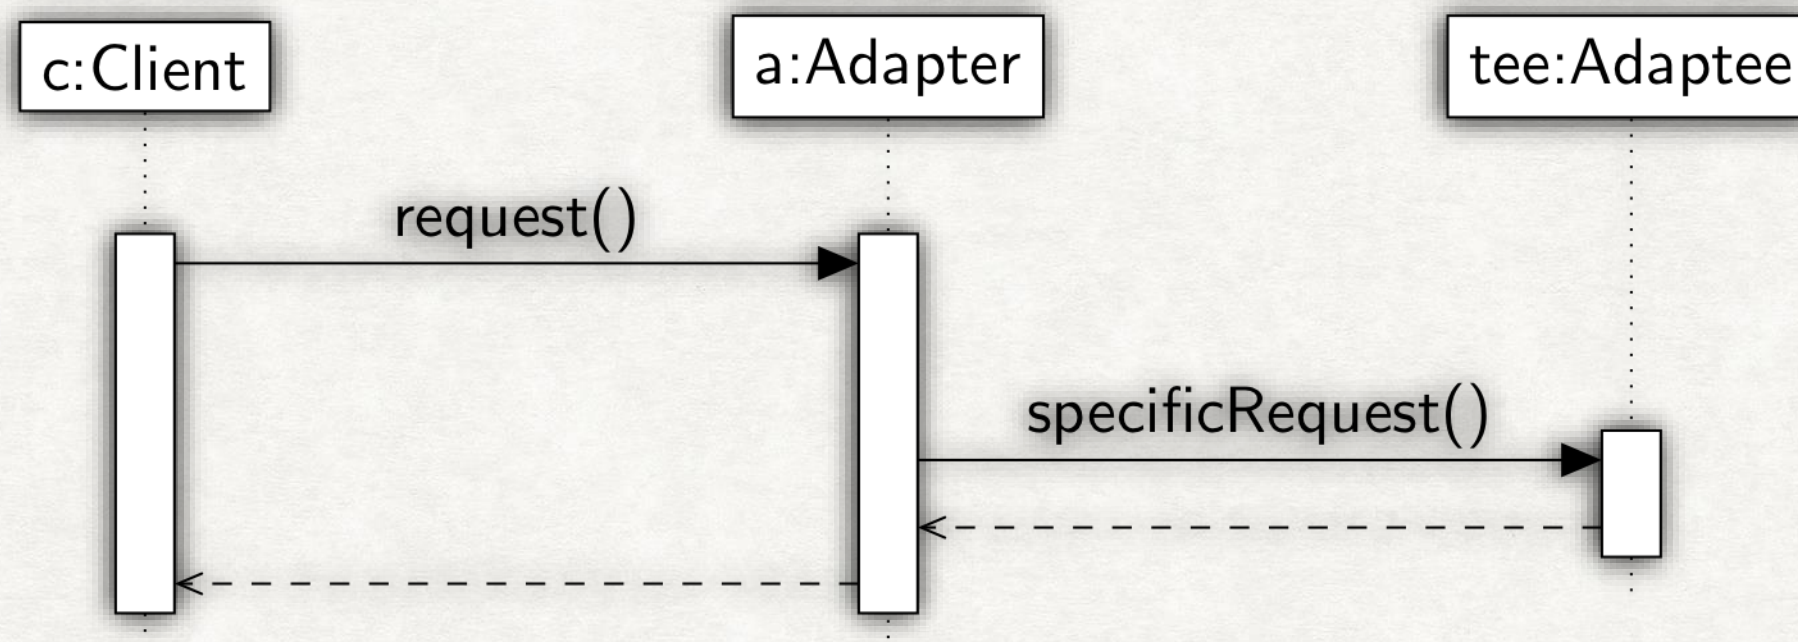 c:Client
a:Adapter
tee:Adaptee
request()
specificRequest()